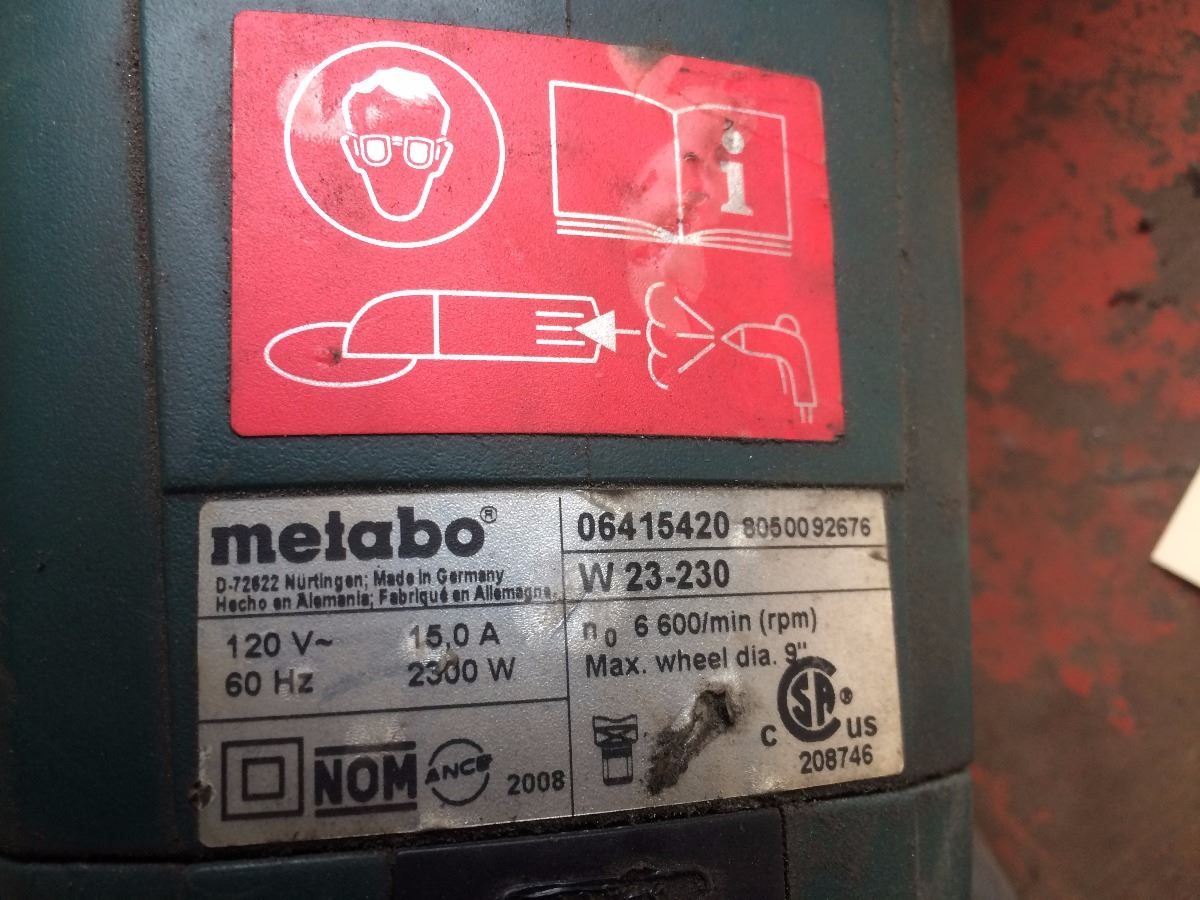 i
metabo®
D-72622 Nürtingen; Made in Germany
Hecho en Alemania; Fabriqué en Allemagne
120 V~ 15,0 A
60 Hz 2300 W
NOM ANCE 2008
06415420 8050092676
W 23-230
n0 6 600/min (rpm)
Max. wheel dia. 9"
C SA ®
c us
208746